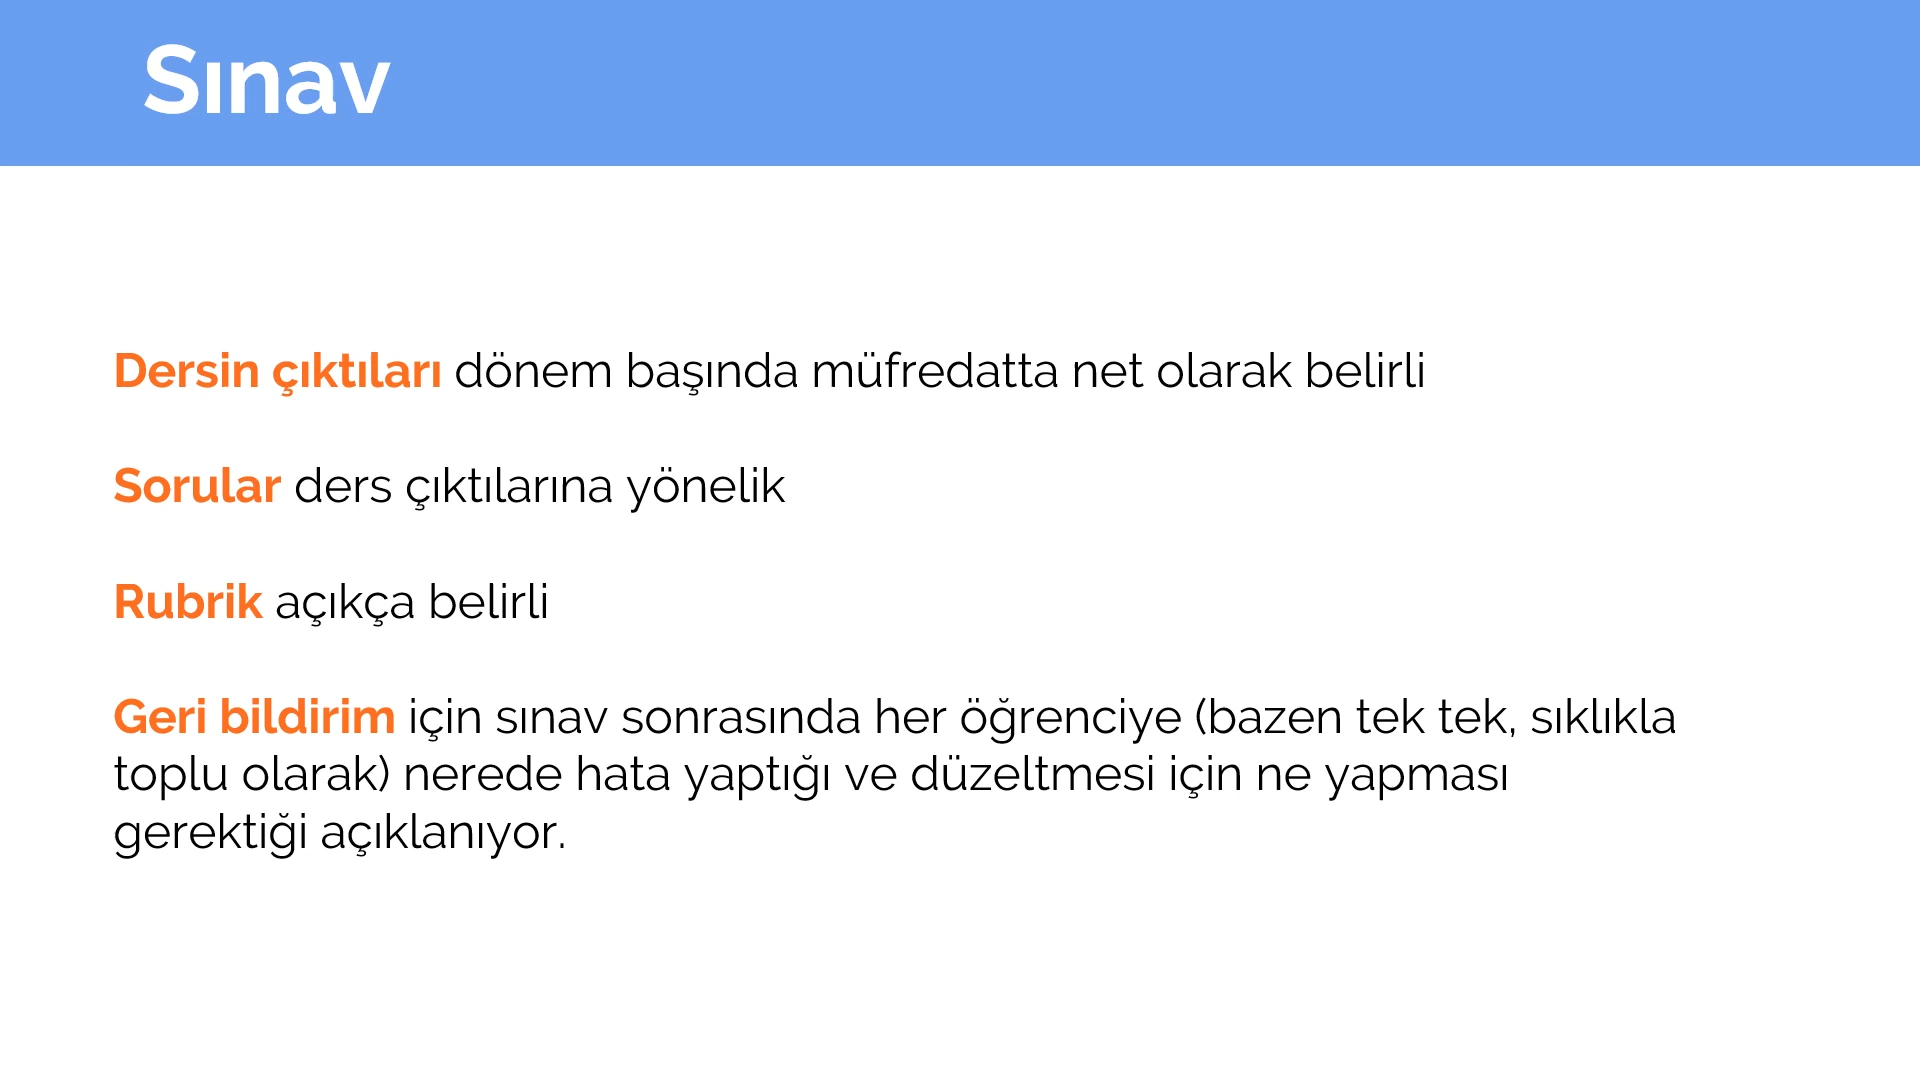 Sınav
Dersin çıktıları dönem başında müfredatta net olarak belirli
Sorular ders çıktılarına yönelik
Rubrik açıkça belirli
Geri bildirim için sınav sonrasında her öğrenciye (bazen tek tek, sıklıkla
toplu olarak) nerede hata yaptığı ve düzeltmesi için ne yapması
gerektiği açıklanıyor.